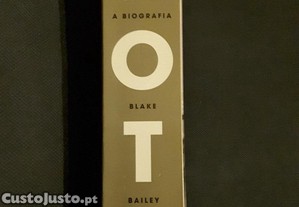 A BIOGRAFIA
O
BLAKE
T
BAILEY
CustoJusto.pt